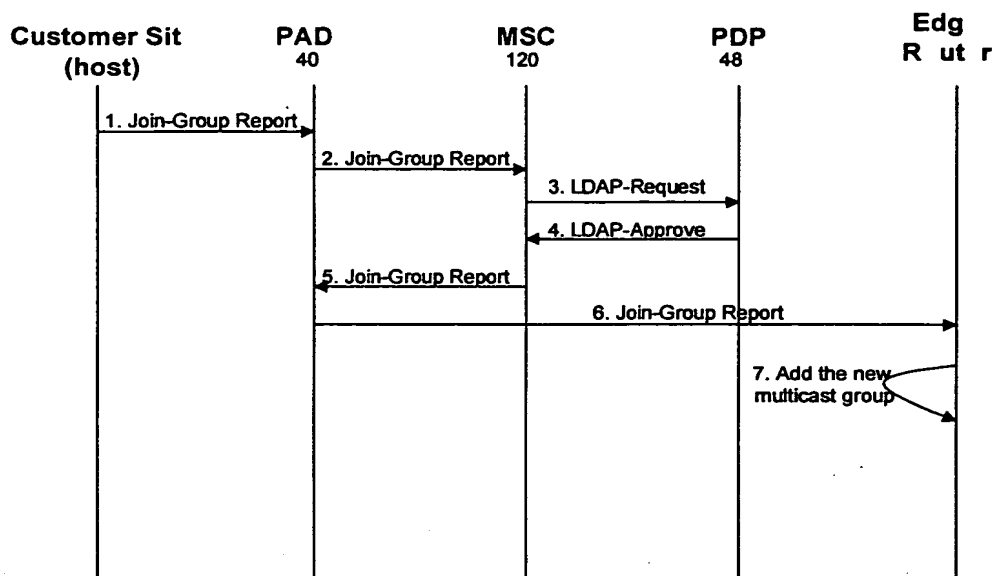 Customer Sit
(host)
PAD
40
MSC
120
PDP
48
Edg
R ut r
1. Join-Group Report
2. Join-Group Report
3. LDAP-Request
4. LDAP-Approve
5. Join-Group Report
6. Join-Group Report
7. Add the new
multicast group